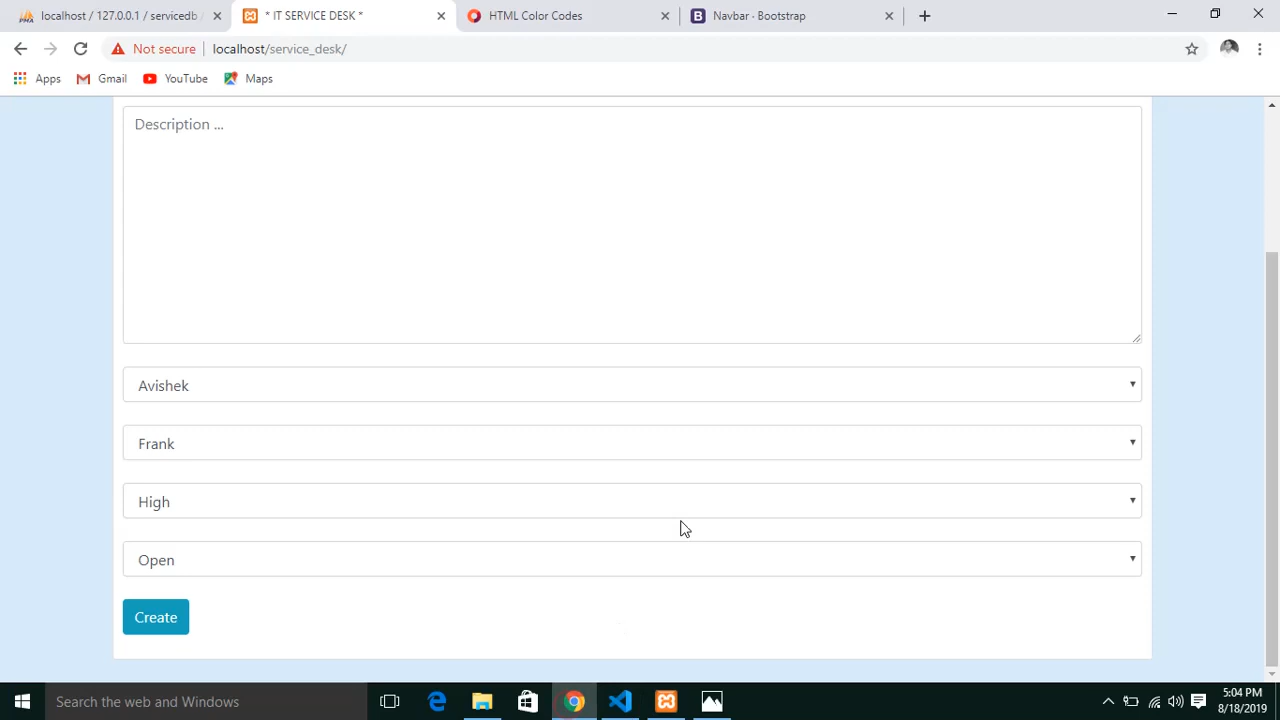 localhost / 127.0.0.1 / servicedb
* IT SERVICE DESK *
HTML Color Codes
Navbar · Bootstrap
Not secure
localhost/service_desk/
Apps
Gmail
YouTube
Maps
Description ...
Avishek
Frank
High
Open
Create
Search the web and Windows
5:04 PM
8/18/2019